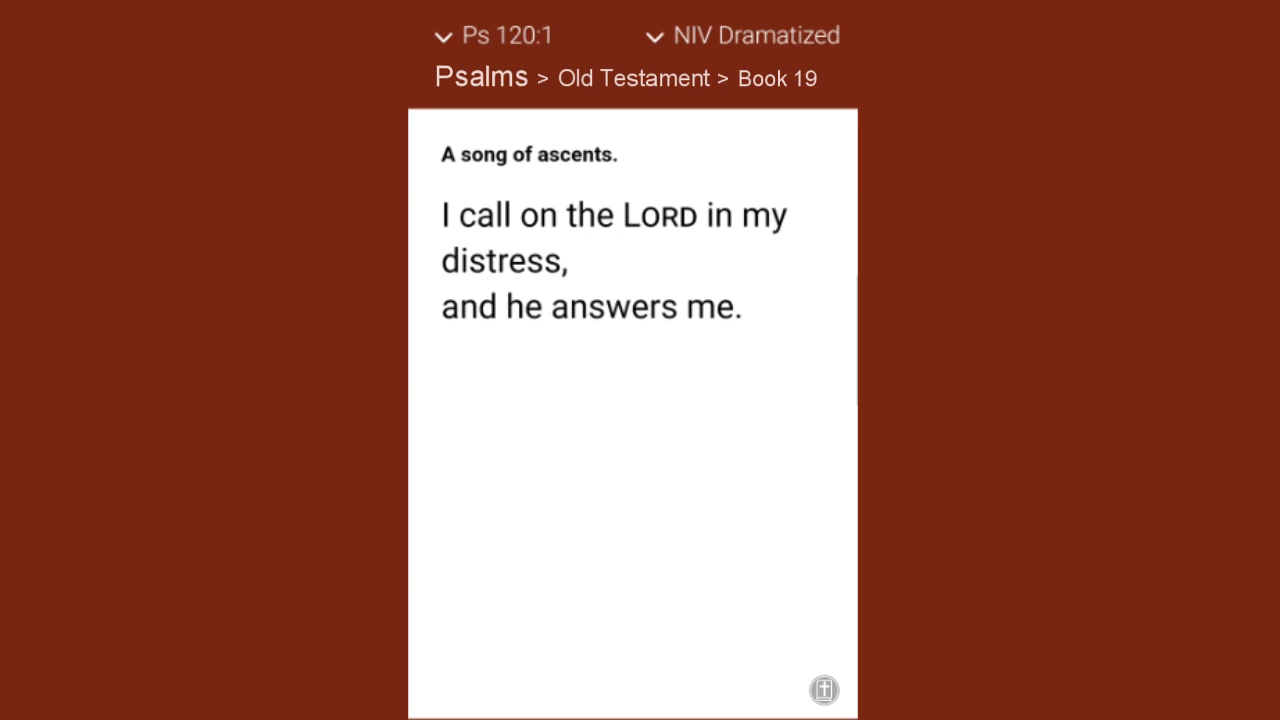 Ps 120:1 NIV Dramatized
Psalms > Old Testament > Book 19
A song of ascents.
I call on the LORD in my
distress,
and he answers me.